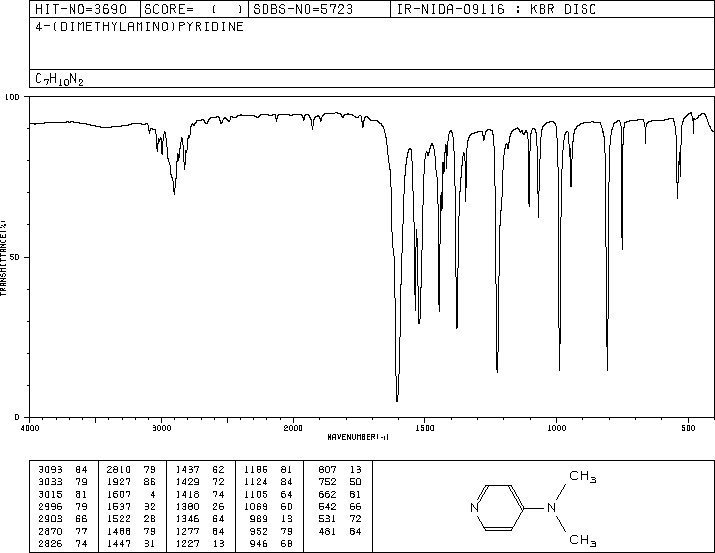 HIT-NO=3690 SCORE= ( ) SDBS-NO=5723 IR-NIDA-09116 : KBR DISC
4-(DIMETHYLAMINO)PYRIDINE
C7H10N2
100
50
0
TRANSMITTANCE(%)
4000 3000 2000 1500 1000 500
WAVENUMBER(-1)
3093 84 2810 79 1437 62 1186 81 807 13
3033 79 1927 86 1429 72 1124 84 752 50
3015 81 1607 4 1418 74 1105 64 662 81
2996 79 1537 32 1380 26 1069 60 542 66
2903 66 1522 28 1346 64 989 13 531 72
2870 77 1488 79 1277 84 952 79 481 84
2826 74 1447 31 1227 13 946 68
CH3
N N
CH3